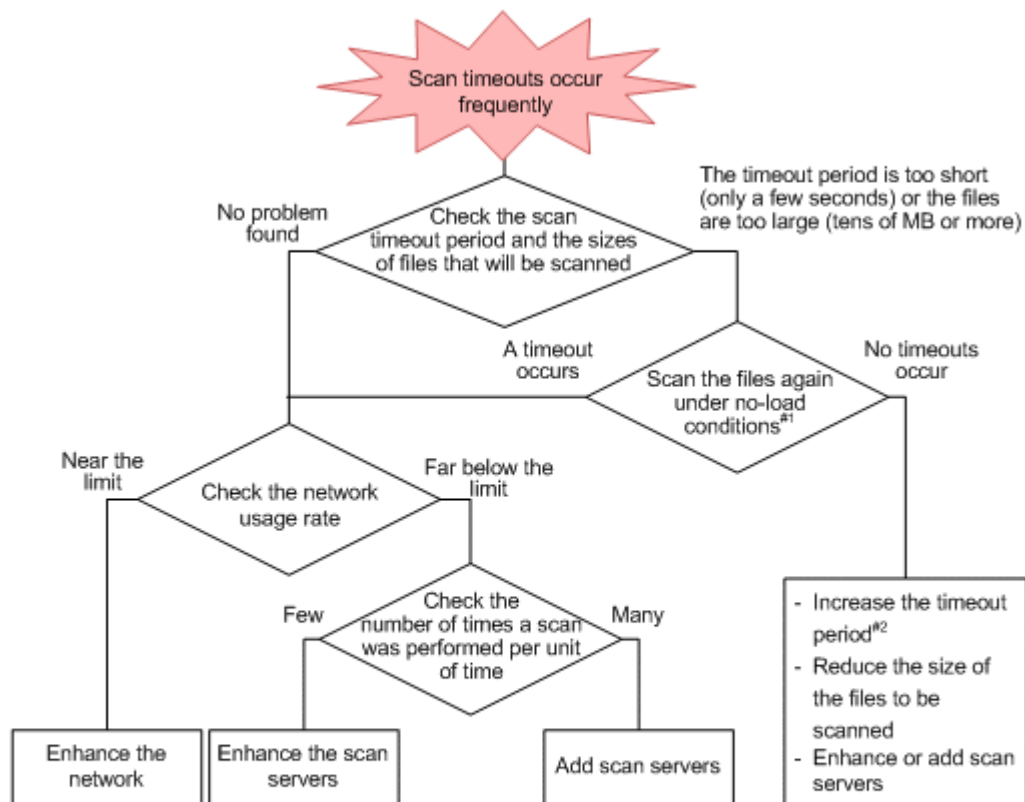 Scan timeouts occur
frequently
The timeout period is too short
(only a few seconds) or the files
are too large (tens of MB or more)
No problem
found
Check the scan
timeout period and the sizes
of files that will be scanned
A timeout
occurs
No timeouts
occur
Scan the files again
under no-load
conditions#1
Near the
limit
Far below the
limit
Check the network
usage rate
Few
Check the
number of times a scan
was performed per unit
of time
Many
- Increase the timeout
period#2
- Reduce the size of
the files to be
scanned
- Enhance or add scan
servers
Enhance the
network
Enhance the scan
servers
Add scan servers